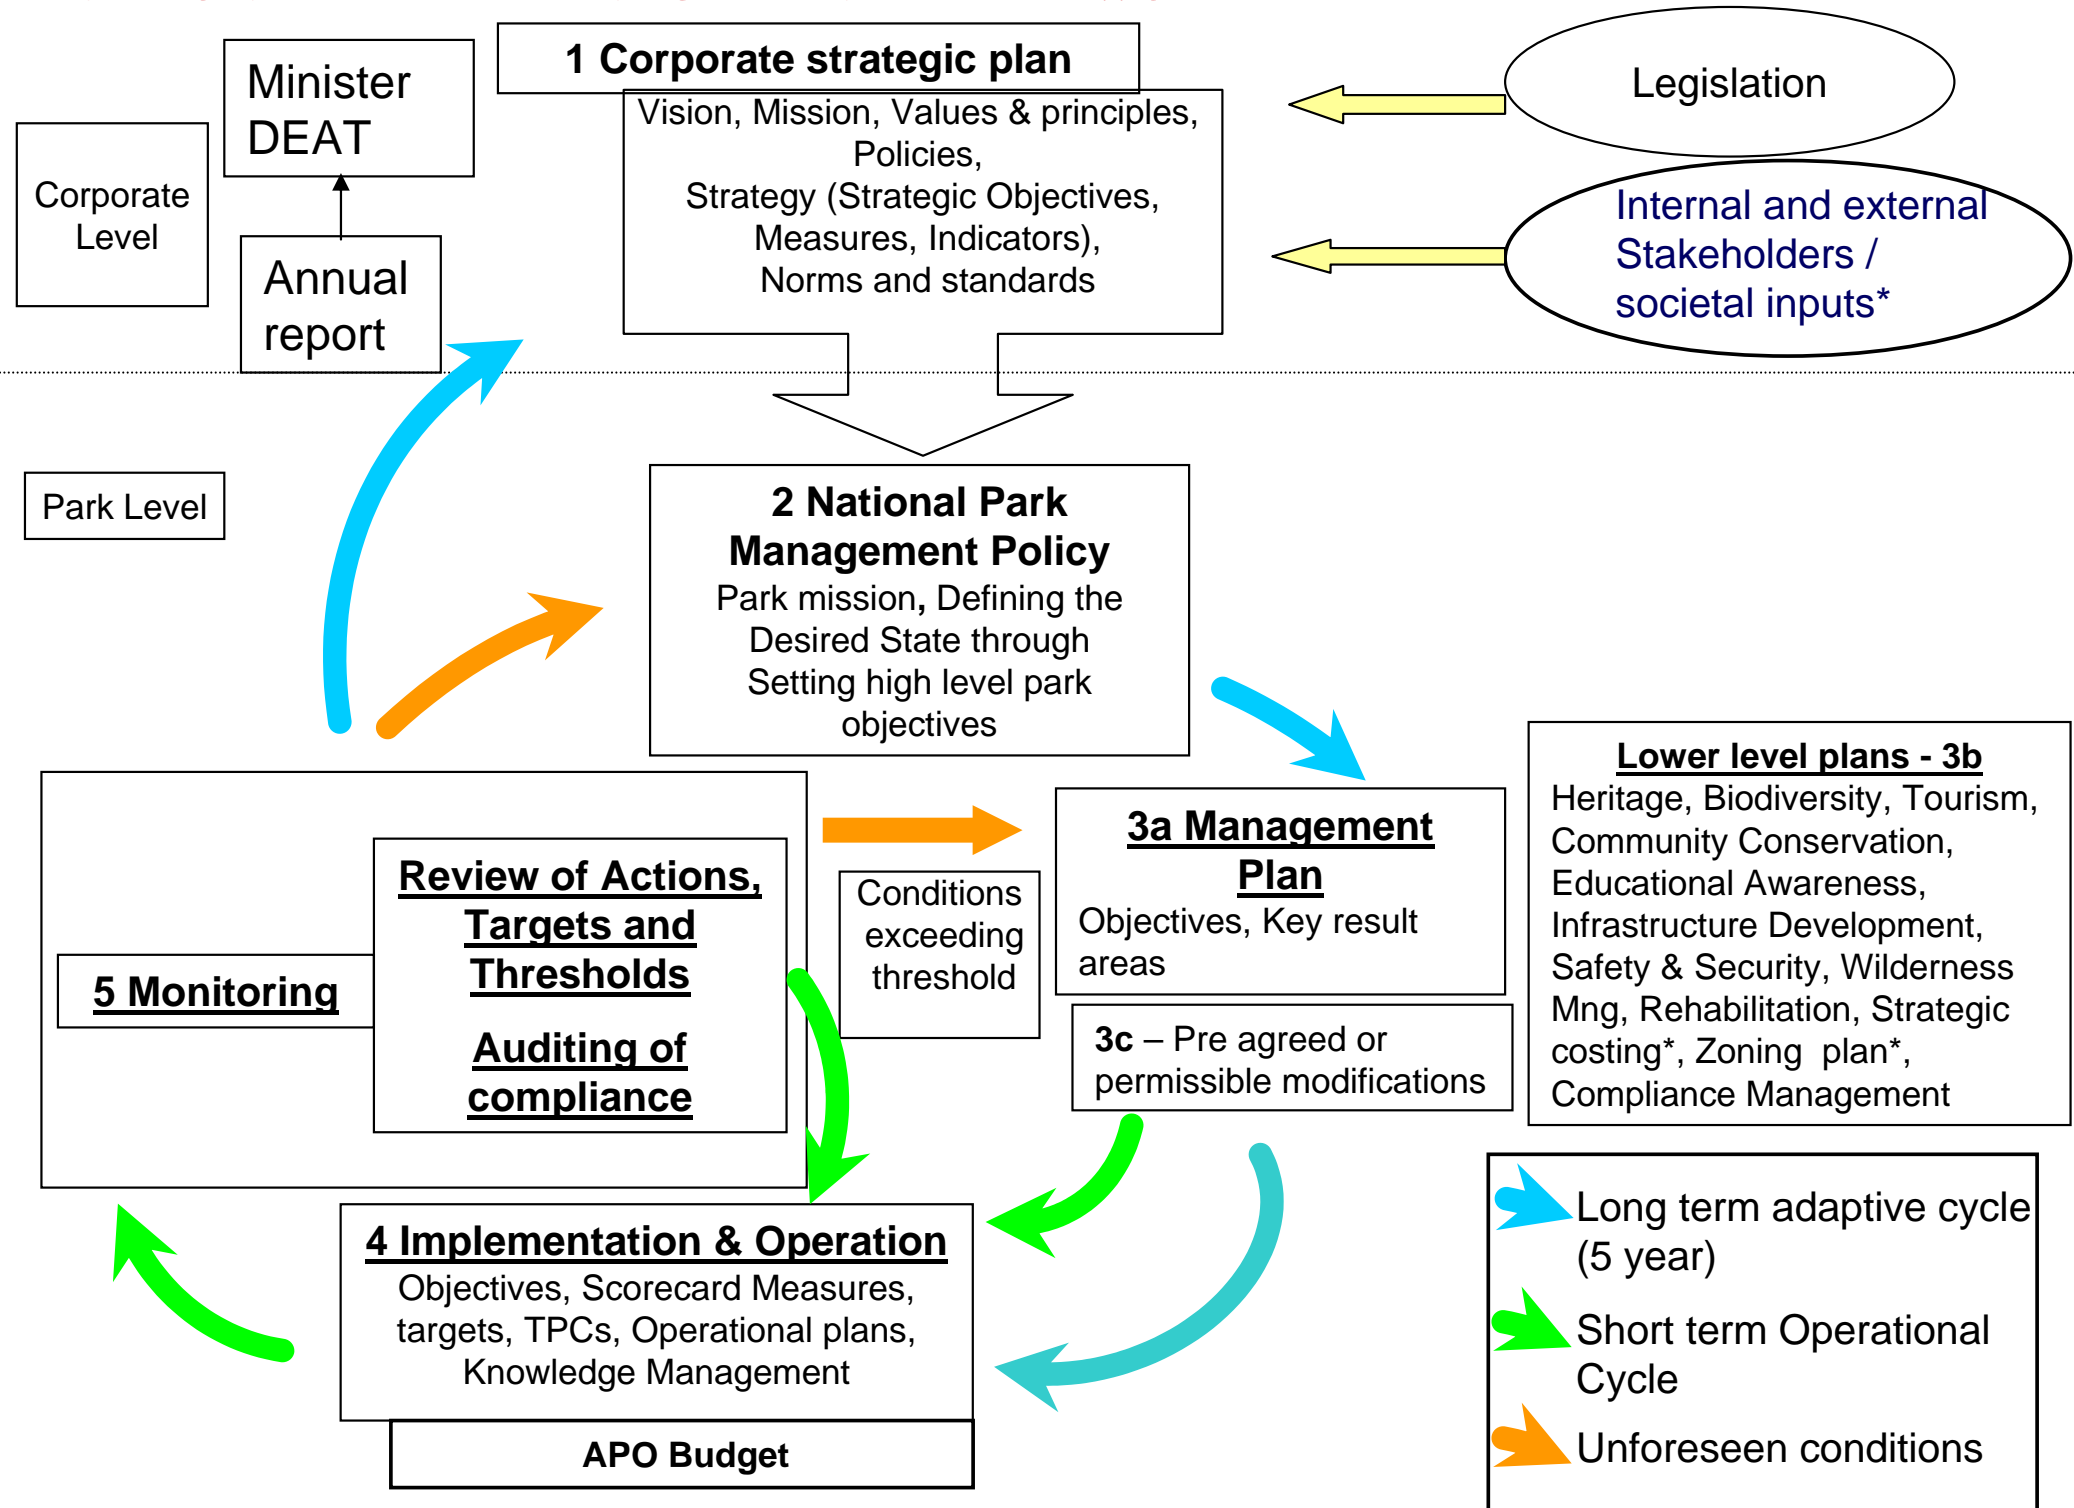 1 Corporate strategic plan
Minister
DEAT
Legislation
Vision, Mission, Values & principles,
Policies,
Strategy (Strategic Objectives,
Measures, Indicators),
Norms and standards
Corporate
Level
Internal and external
Stakeholders /
societal inputs*
Annual
report
Park Level
2 National Park
Management Policy
Park mission, Defining the
Desired State through
Setting high level park
objectives
Lower level plans - 3b
Heritage, Biodiversity, Tourism,
Community Conservation,
Educational Awareness,
Infrastructure Development,
Safety & Security, Wilderness
Mng, Rehabilitation, Strategic
costing*, Zoning plan*,
Compliance Management
3a Management
Plan
Objectives, Key result
areas
Conditions
exceeding
threshold
Review of Actions,
Targets and
Thresholds
Auditing of
compliance
5 Monitoring
3c – Pre agreed or
permissible modifications
4 Implementation & Operation
Objectives, Scorecard Measures,
targets, TPCs, Operational plans,
Knowledge Management
APO Budget
Long term adaptive cycle
(5 year)
Short term Operational
Cycle
Unforeseen conditions